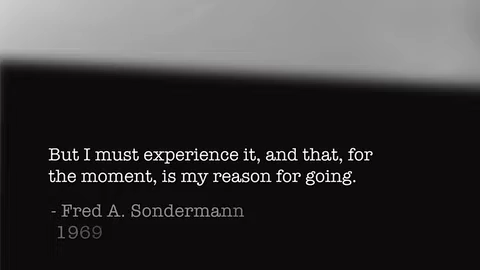 But I must experience it, and that, for
the moment, is my reason for going.
- Fred A. Sondermann
1969